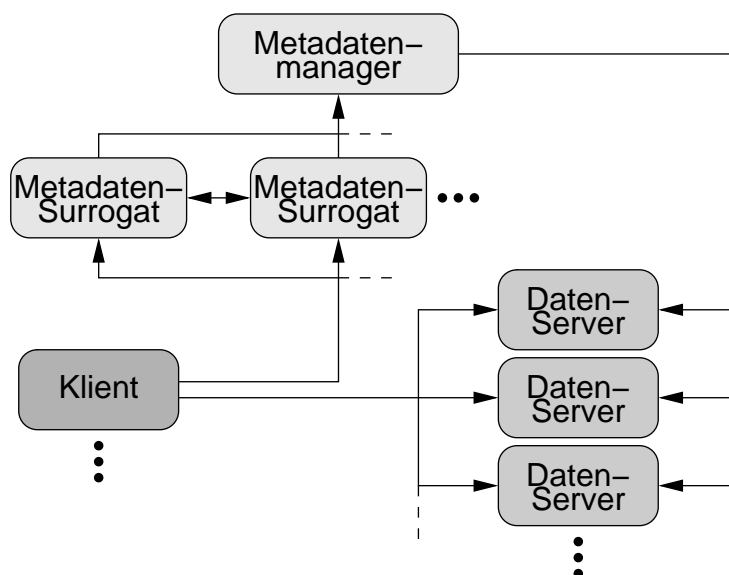 Metadaten–
manager
Metadaten–
Surrogat
Metadaten–
Surrogat
Daten–
Server
Klient
Daten–
Server
Daten–
Server